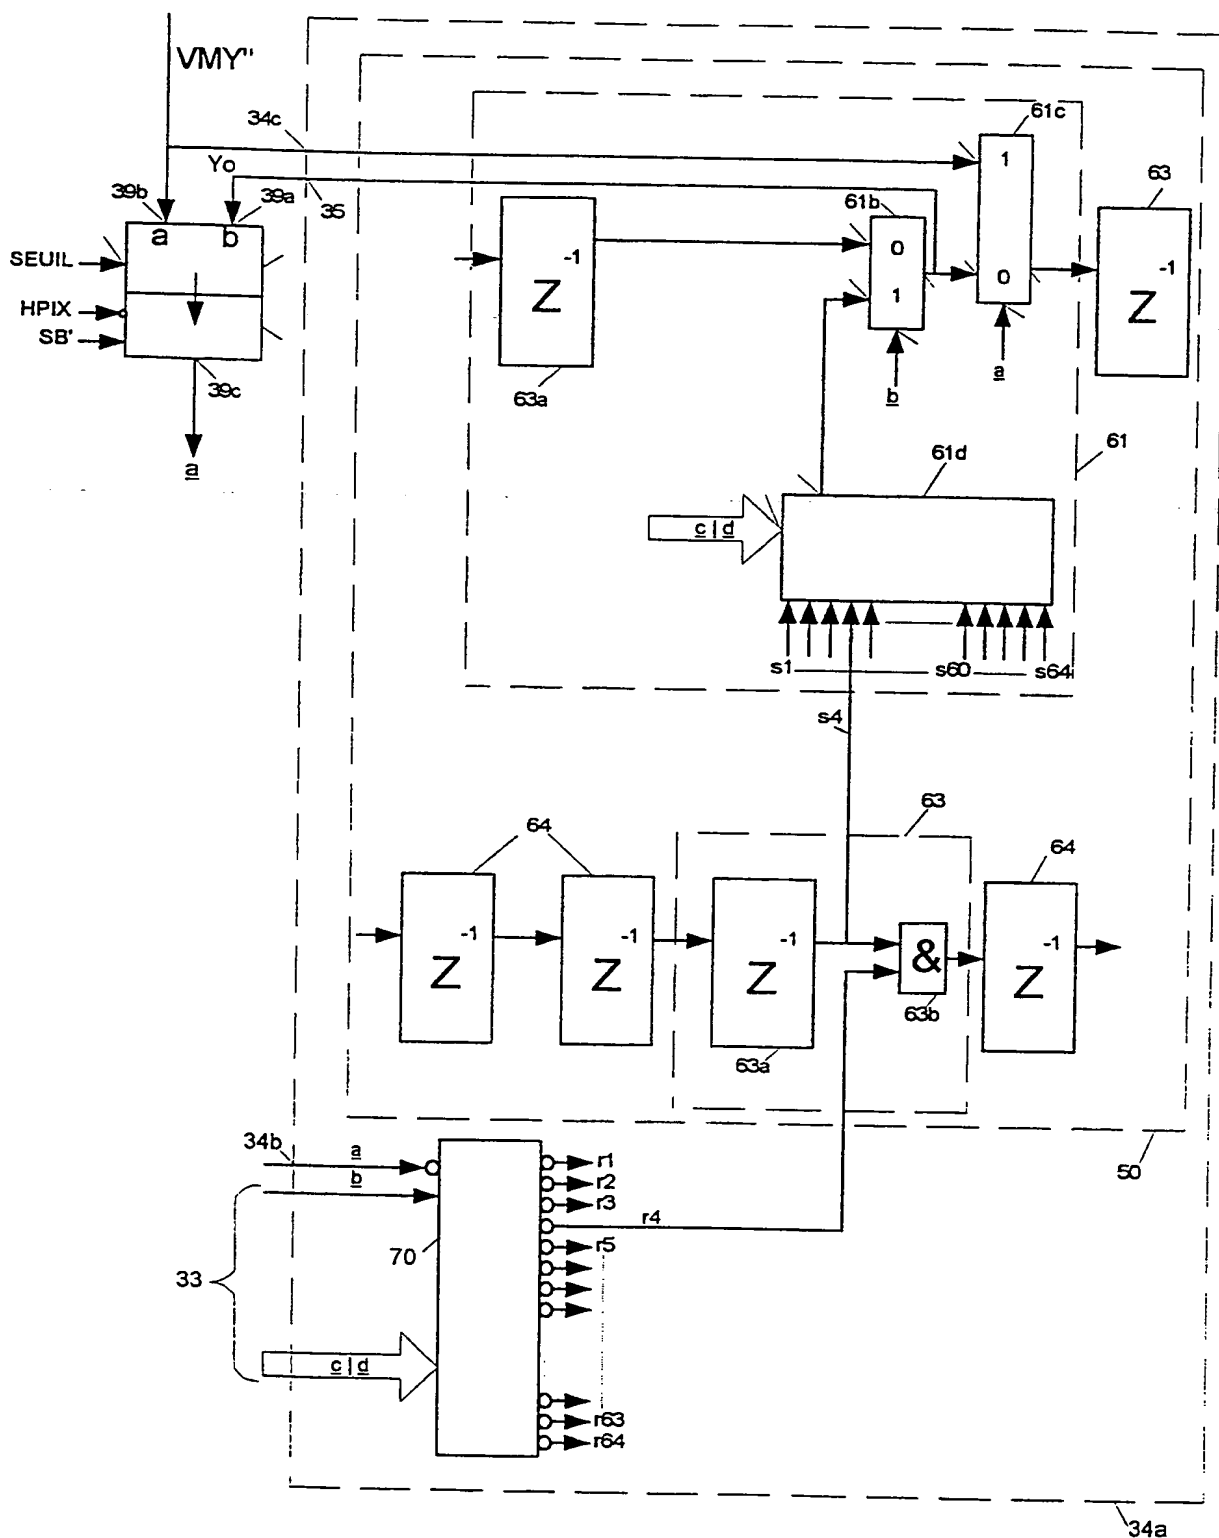 VMY"
34c
61c
Yo
39b
39a
35
61b
63
a
b
1
SEUIL
0
-1
Z
-1
Z
HPIX
1
0
SB'
39c
63a
b
a
a
61d
61
c | d
s1
s60
s64
s4
64
63
64
-1
Z
-1
Z
-1
Z
&
-1
Z
63b
63a
34b
a
b
r1
r2
r3
r4
r5
50
70
33
c | d
r63
r64
34a